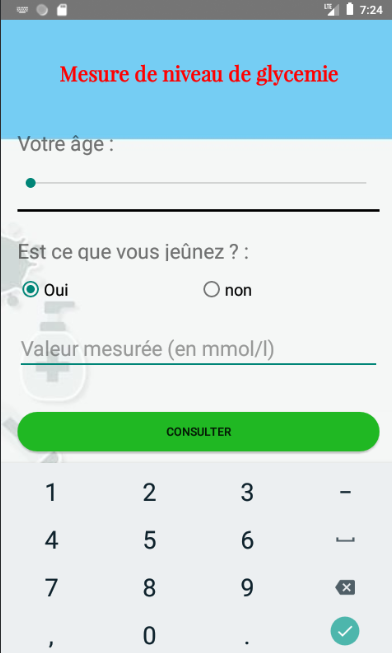 LTE 7:24
Mesure de niveau de glycemie
Votre âge :
Est ce que vous jeûnez ? :
Oui non
Valeur mesurée (en mmol/l)
CONSULTER
1 2 3 -
4 5 6
7 8 9
, 0 .